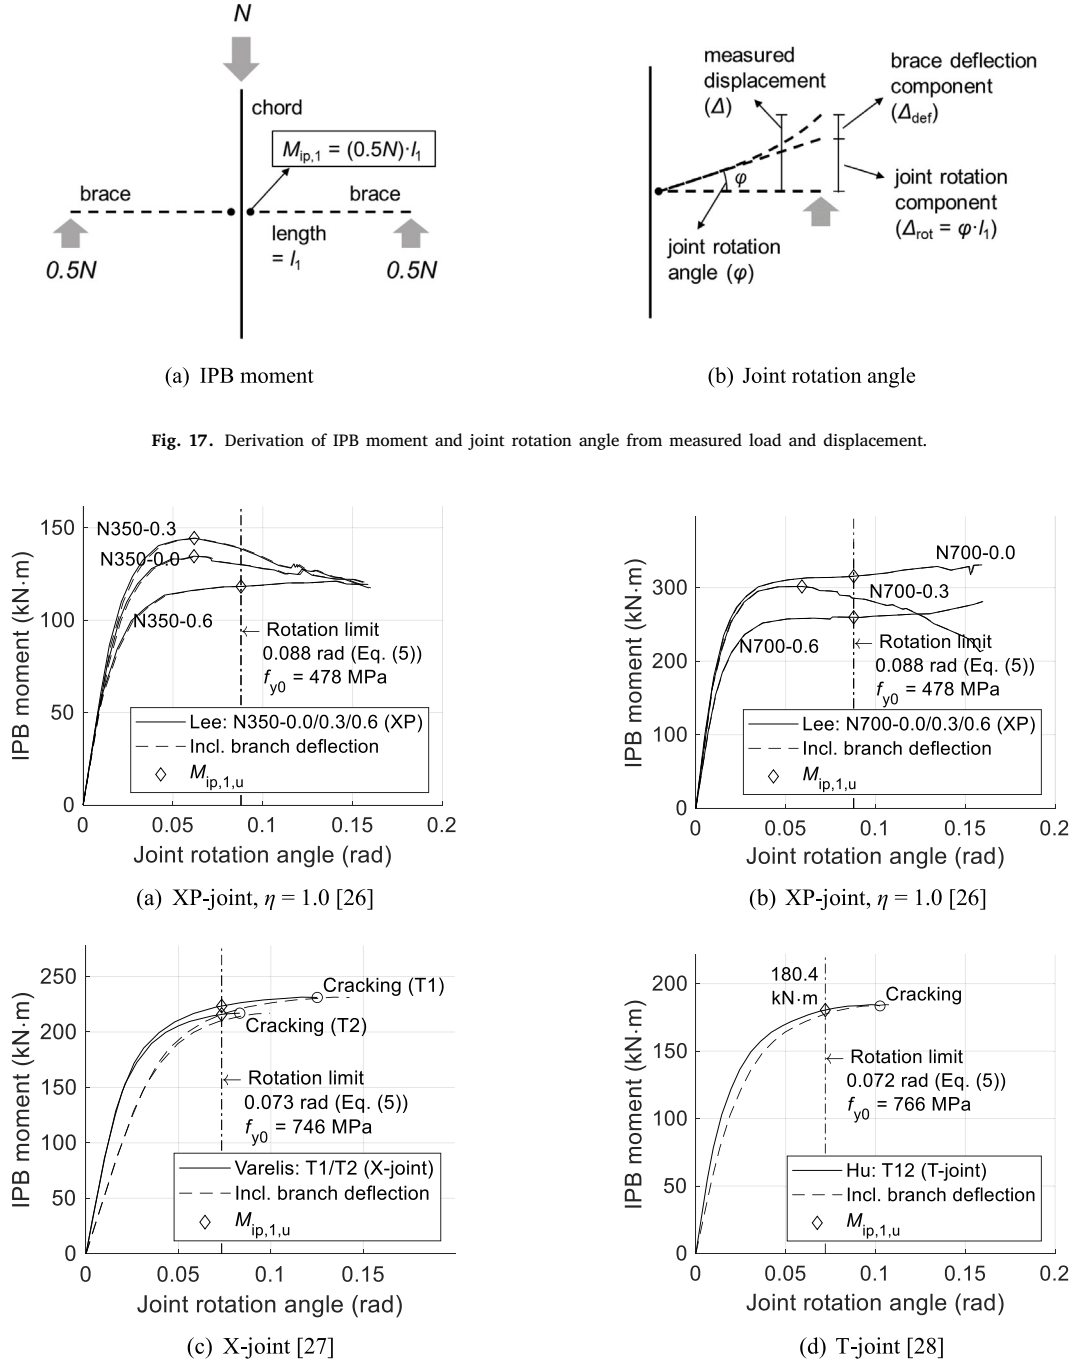 N
chord
M_ip,1 = (0.5N)·l_1
brace
brace
length
= l_1
0.5N
0.5N
(a) IPB moment
measured
displacement
(Δ)
brace deflection
component
(Δ_def)
φ
joint rotation
component
(Δ_rot = φ·l_1)
joint rotation
angle (φ)
(b) Joint rotation angle
Fig. 17. Derivation of IPB moment and joint rotation angle from measured load and displacement.
IPB moment (kN·m)
150
100
50
0
N350-0.3
N350-0.0
N350-0.6
Rotation limit
0.088 rad (Eq. (5))
f_y0 = 478 MPa
Lee: N350-0.0/0.3/0.6 (XP)
Incl. branch deflection
M_ip,1,u
0 0.05 0.1 0.15 0.2
Joint rotation angle (rad)
(a) XP-joint, η = 1.0 [26]
IPB moment (kN·m)
300
200
100
0
N700-0.0
N700-0.3
N700-0.6
Rotation limit
0.088 rad (Eq. (5))
f_y0 = 478 MPa
Lee: N700-0.0/0.3/0.6 (XP)
Incl. branch deflection
M_ip,1,u
0 0.05 0.1 0.15 0.2
Joint rotation angle (rad)
(b) XP-joint, η = 1.0 [26]
IPB moment (kN·m)
250
200
150
100
50
0
Cracking (T1)
Cracking (T2)
Rotation limit
0.073 rad (Eq. (5))
f_y0 = 746 MPa
Varelis: T1/T2 (X-joint)
Incl. branch deflection
M_ip,1,u
0 0.05 0.1 0.15
Joint rotation angle (rad)
(c) X-joint [27]
IPB moment (kN·m)
200
150
100
50
0
180.4
kN·m
Cracking
Rotation limit
0.072 rad (Eq. (5))
f_y0 = 766 MPa
Hu: T12 (T-joint)
Incl. branch deflection
M_ip,1,u
0 0.05 0.1 0.15 0.2
Joint rotation angle (rad)
(d) T-joint [28]